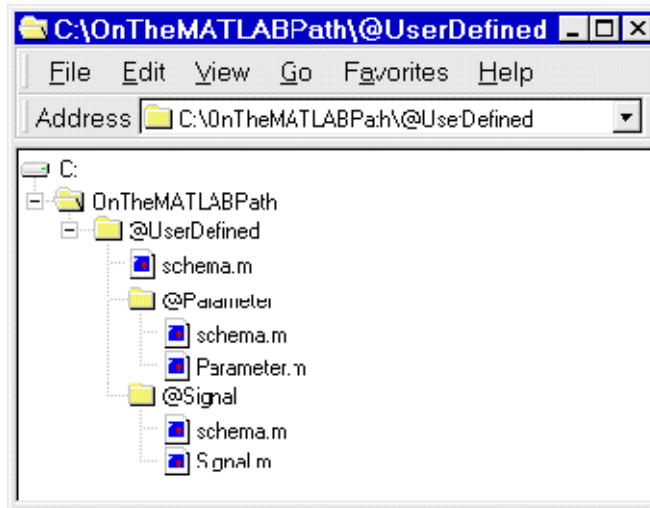 C:\OnTheMATLABPath\@UserDefined
File Edit View Go Favorites Help
Address C:\OnTheMATLABPath\@UserDefined
C:
OnTheMATLABPath
@UserDefined
schema.m
@Parameter
schema.m
Parameter.m
@Signal
schema.m
Signal.m